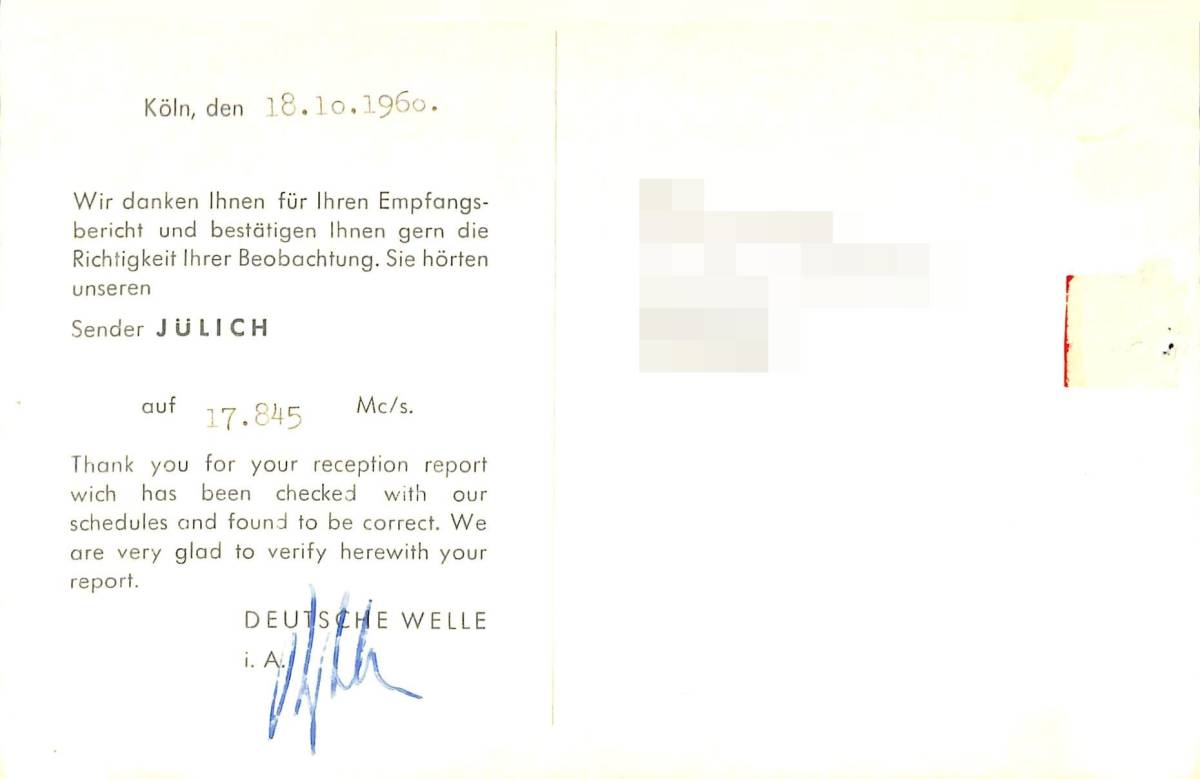 Köln, den 18.10.1960.
Wir danken Ihnen für Ihren Empfangs-
bericht und bestätigen Ihnen gern die
Richtigkeit Ihrer Beobachtung. Sie hörten
unseren
Sender JÜLICH
auf 17.845 Mc/s.
Thank you for your reception report
wich has been checked with our
schedules and found to be correct. We
are very glad to verify herewith your
report.
DEUTSCHE WELLE
i. A.